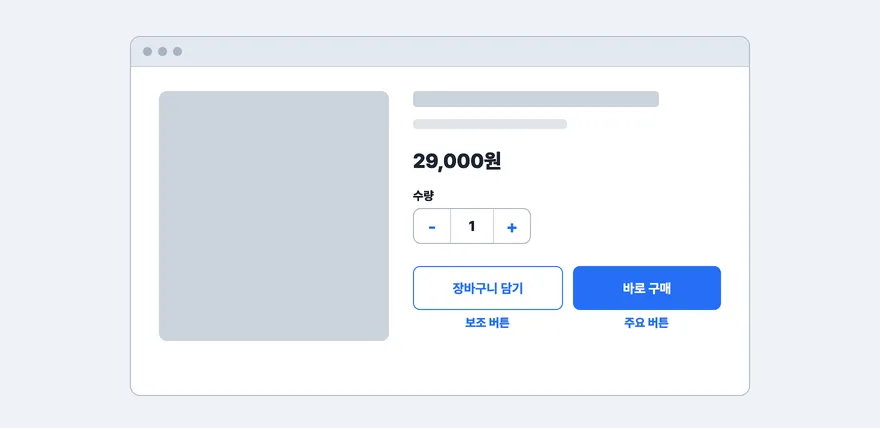 29,000원
수량
- 1 +
장바구니 담기 바로 구매
보조 버튼 주요 버튼